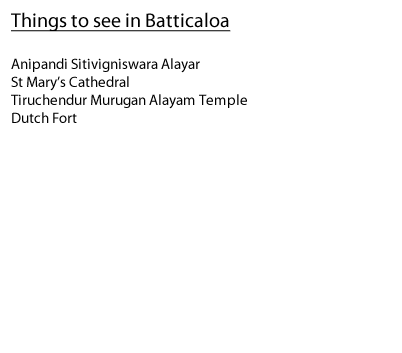 Things to see in Batticaloa
Anipandi Sitivigniswara Alayar
St Mary's Cathedral
Tiruchendur Murugan Alayam Temple
Dutch Fort